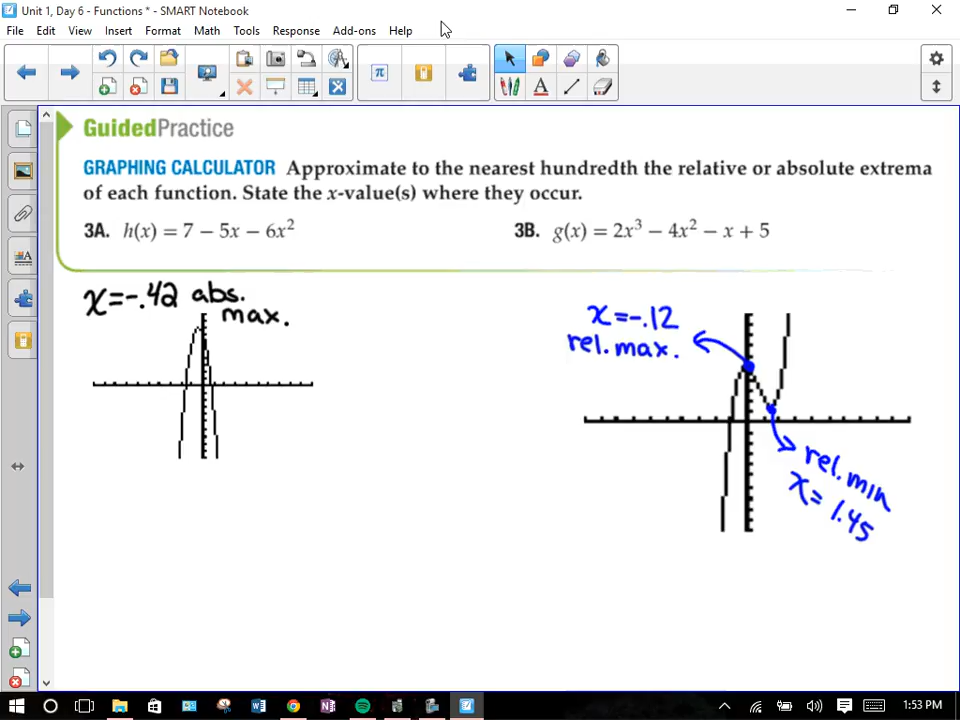 Unit 1, Day 6 - Functions * - SMART Notebook
File Edit View Insert Format Math Tools Response Add-ons Help
GuidedPractice
GRAPHING CALCULATOR Approximate to the nearest hundredth the relative or absolute extrema
of each function. State the x-value(s) where they occur.
3A. h(x) = 7 − 5x − 6x² 3B. g(x) = 2x³ − 4x² − x + 5
x=-.42 abs.
max.
x=-.12
rel. max.
rel. min
x= 1.45
1:53 PM